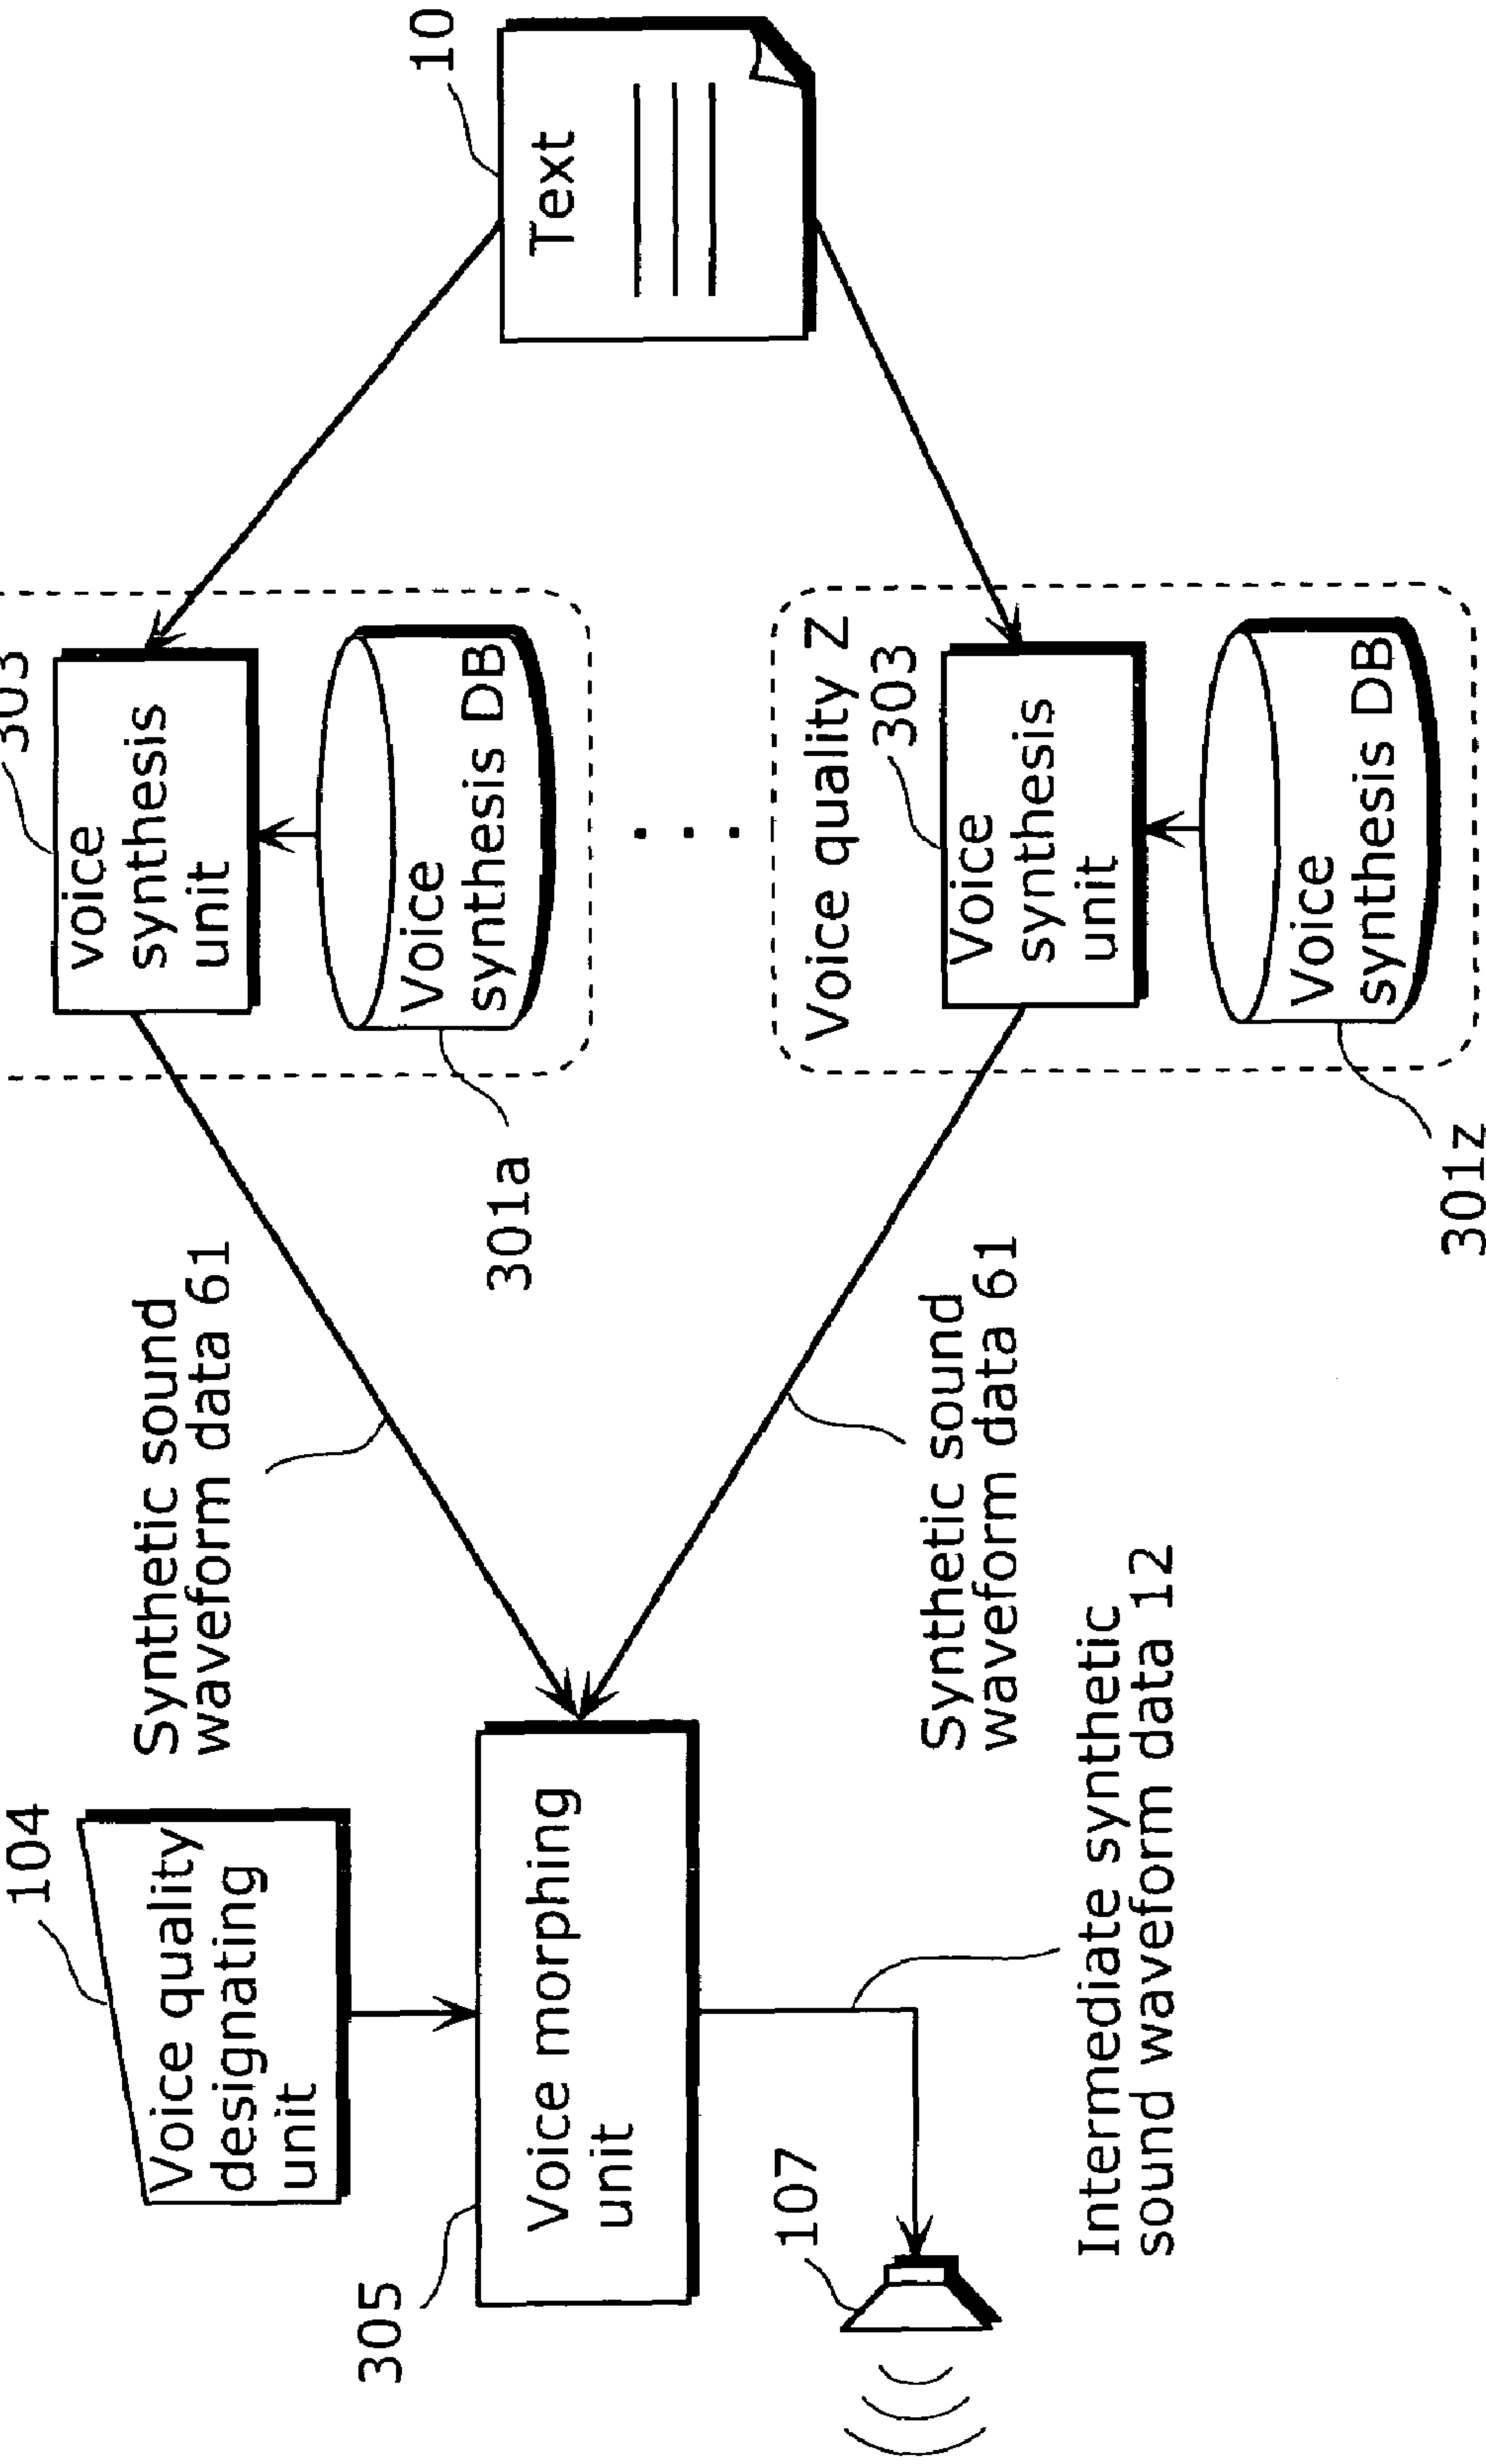 104
Voice quality
designating
unit
303
voice
synthesis
unit
Synthetic sound
waveform data 61
305
Voice morphing
unit
301a
Voice
synthesis DB
10
Text
107
Voice quality Z
303
Voice
synthesis
unit
Synthetic sound
waveform data 61
Intermediate synthetic
sound waveform data 12
301z
Voice
synthesis DB